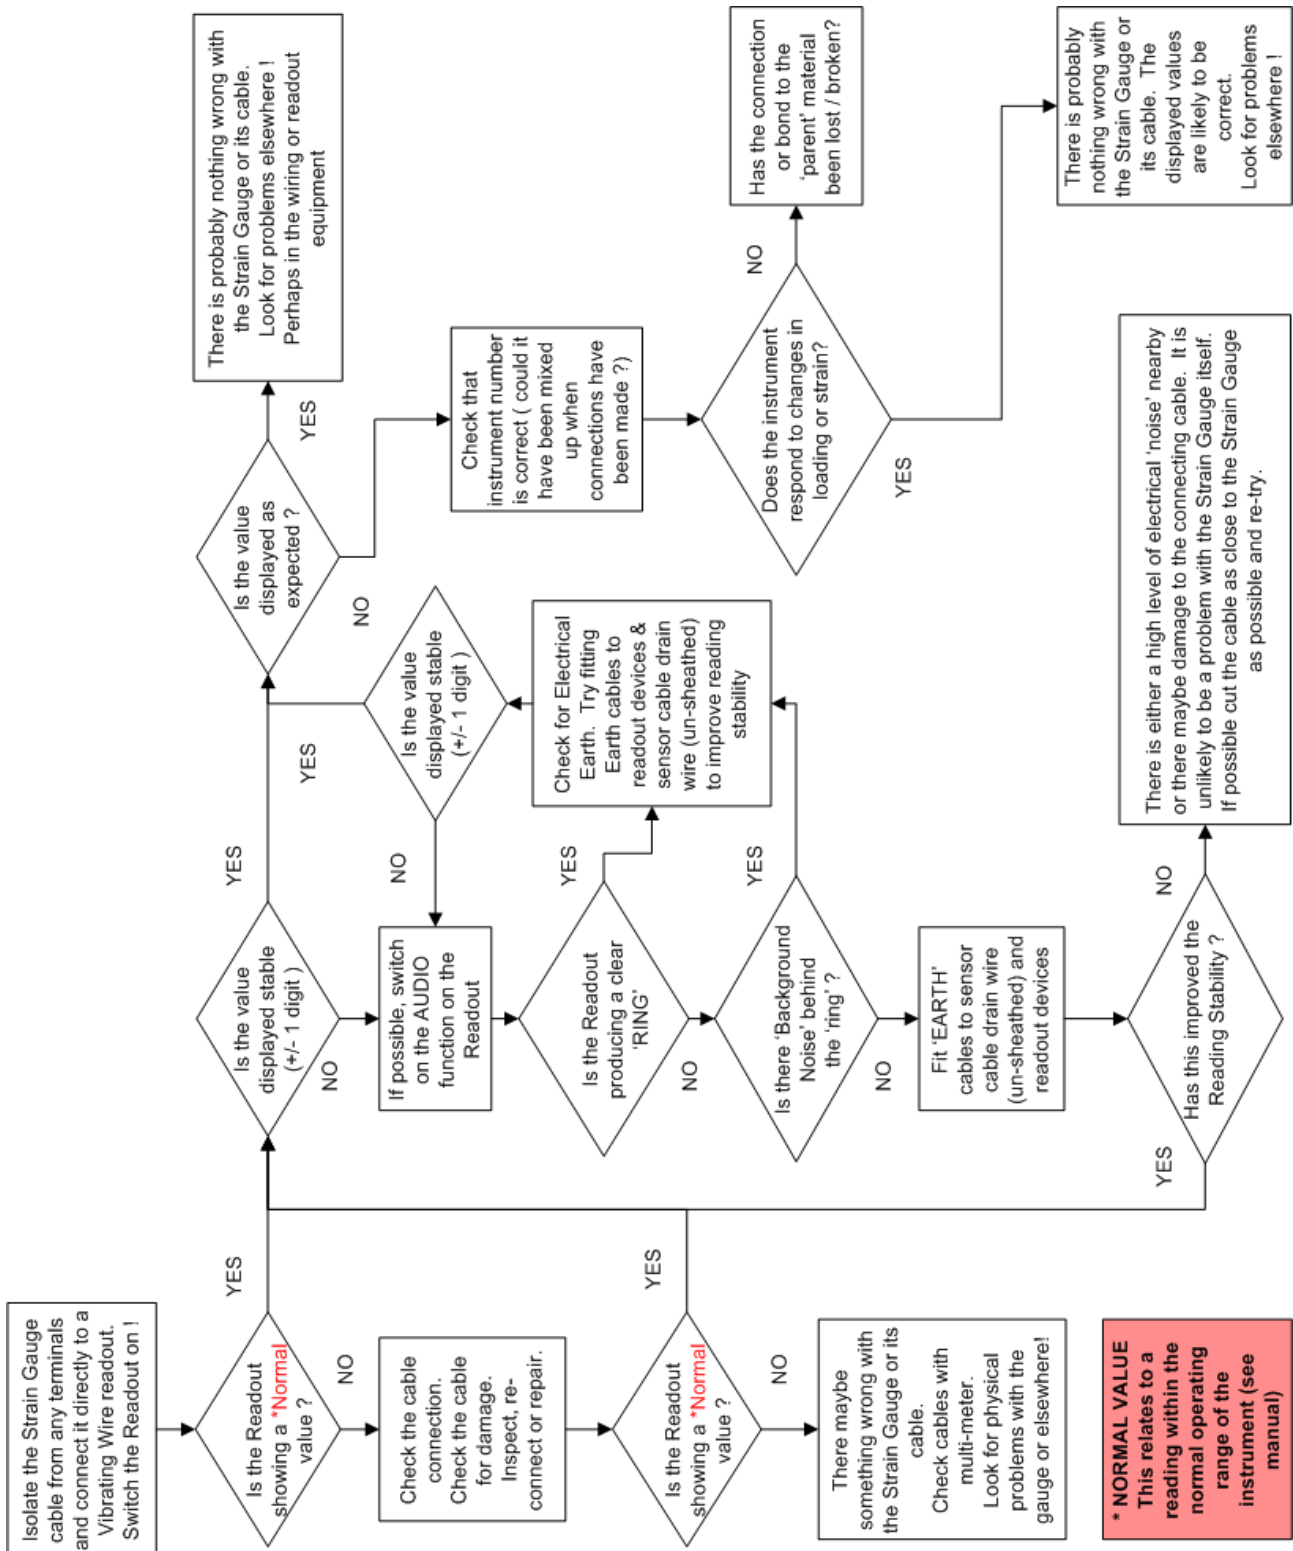 Isolate the Strain Gauge
cable from any terminals
and connect iit directly to a
Vibrating Wire readout.
Switch the Readout on !
Is the Readout
showing a *Normal
value ?
YES
NO
Check the cable
connection.
Check the cable
for damage.
Inspect, re-
connect or repair.
Is the Readout
showing a *Normal
value ?
YES
NO
There maybe
something wrong with
the Strain Gauge or its
cable.
Check cables with
multi-meter.
Look for physical
problems with the
gauge or elsewhere!
* NORMAL VALUE
This relates to a
reading within the
normal operating
range of the
instrument (see
manual)
Is the value
displayed stable
(+/- 1 digit )
YES
NO
If possible, switch
on the AUDIO
function on the
Readout
Is the Readout
producing a clear
‘RING’
YES
NO
Is there ‘Background
Noise’ behind
the ‘ring’ ?
YES
NO
Fit ‘EARTH’
cables to sensor
cable drain wire
(un-sheathed) and
readout devices
Has this improved the
Reading Stability ?
YES
NO
There is either a high level of electrical ‘noise’ nearby
or there maybe damage to the connecting cable. It is
unlikely to be a problem with the Strain Gauge itself.
If possible cut the cable as close to the Strain Gauge
as possible and re-try.
Check for Electrical
Earth. Try fitting
Earth cables to
readout devices &
sensor cable drain
wire (un-sheathed)
to improve reading
stability
Is the value
displayed stable
(+/- 1 digit )
YES
NO
Is the value
displayed as
expected ?
YES
NO
There is probably nothing wrong with
the Strain Gauge or its cable.
Look for problems elsewhere !
Perhaps in the wiring or readout
equipment
Check that
instrument number
is correct ( could it
have been mixed
up when
connections have
been made ?)
Does the instrument
respond to changes in
loading or strain?
NO
YES
Has the connection
or bond to the
‘parent’ material
been lost / broken?
There is probably
nothing wrong with
the Strain Gauge or
its cable. The
displayed values
are likely to be
correct.
Look for problems
elsewhere !